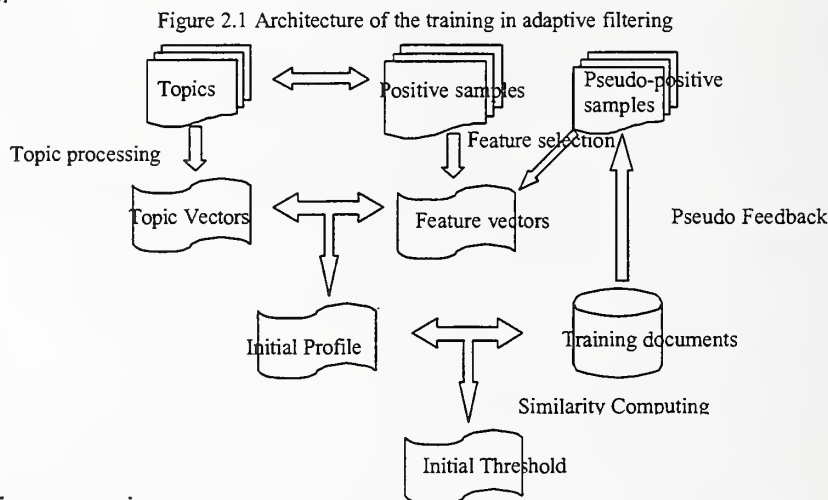 Figure 2.1 Architecture of the training in adaptive filtering
Topics
Positive samples
Pseudo-positive
samples
Topic processing
Feature selection
Topic Vectors
Feature vectors
Pseudo Feedback
Initial Profile
Training documents
Similarity Computing
Initial Threshold